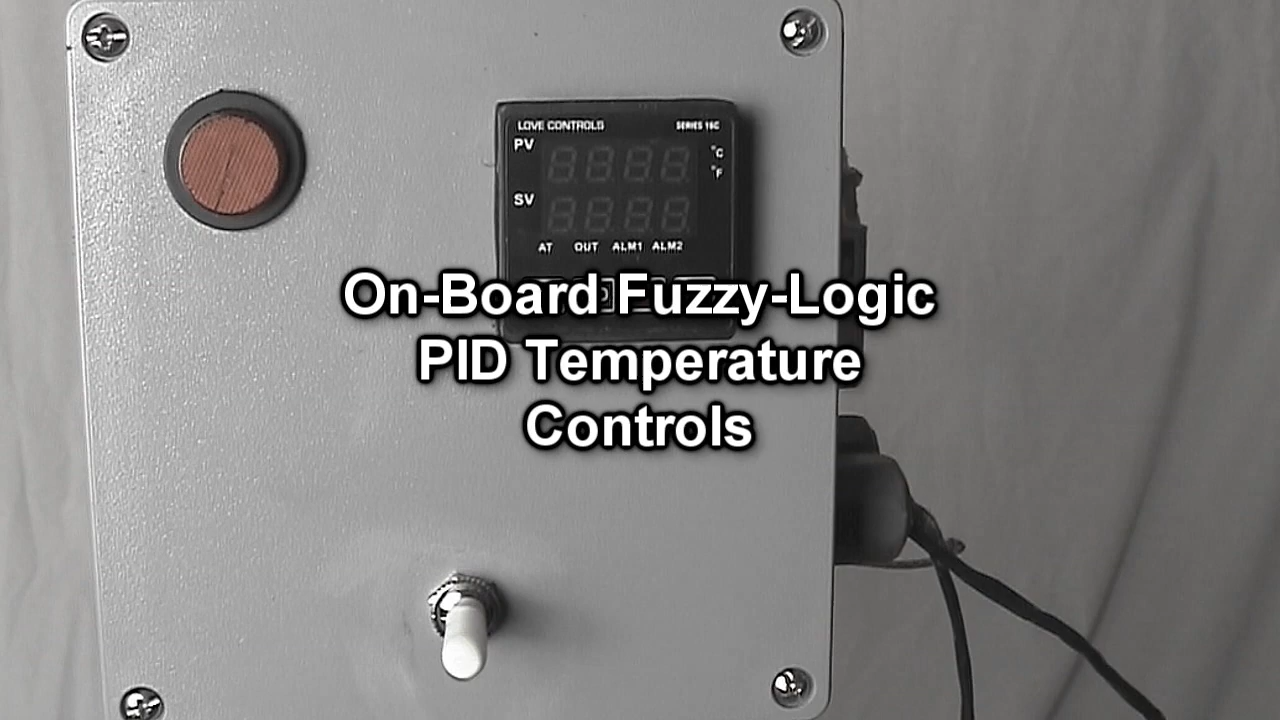 LOVE CONTROLS SERIES 16C
PV
°C
°F
SV
AT OUT ALM1 ALM2
On-Board Fuzzy-Logic
PID Temperature
Controls